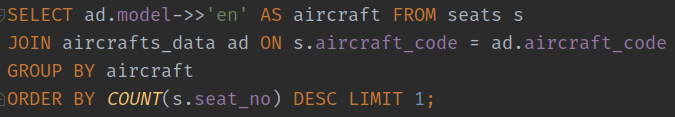 SELECT ad.model->>'en' AS aircraft FROM seats s
JOIN aircrafts_data ad ON s.aircraft_code = ad.aircraft_code
GROUP BY aircraft
ORDER BY COUNT(s.seat_no) DESC LIMIT 1;